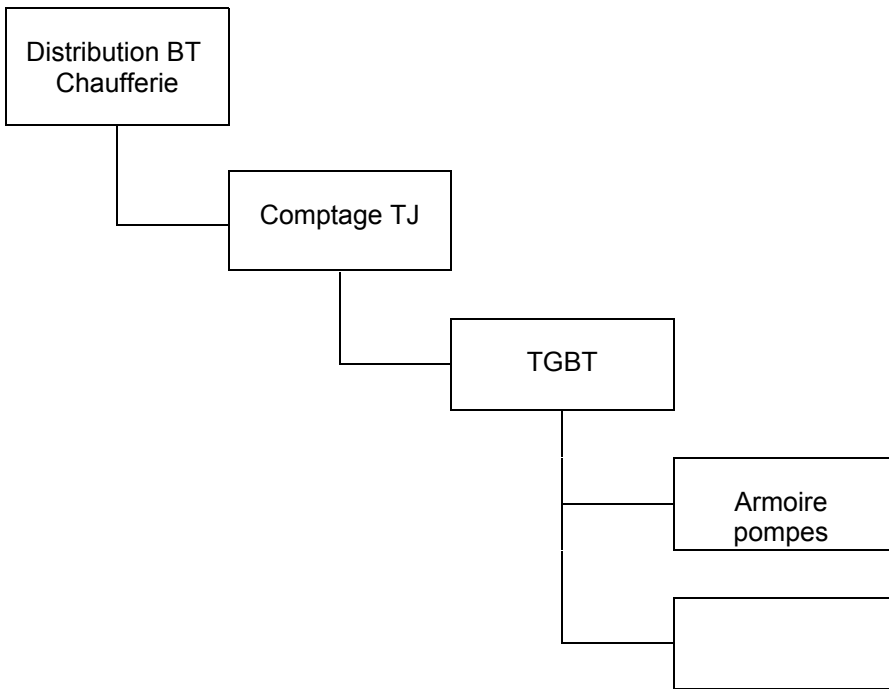 Distribution BT
Chaufferie
Comptage TJ
TGBT
Armoire
pompes